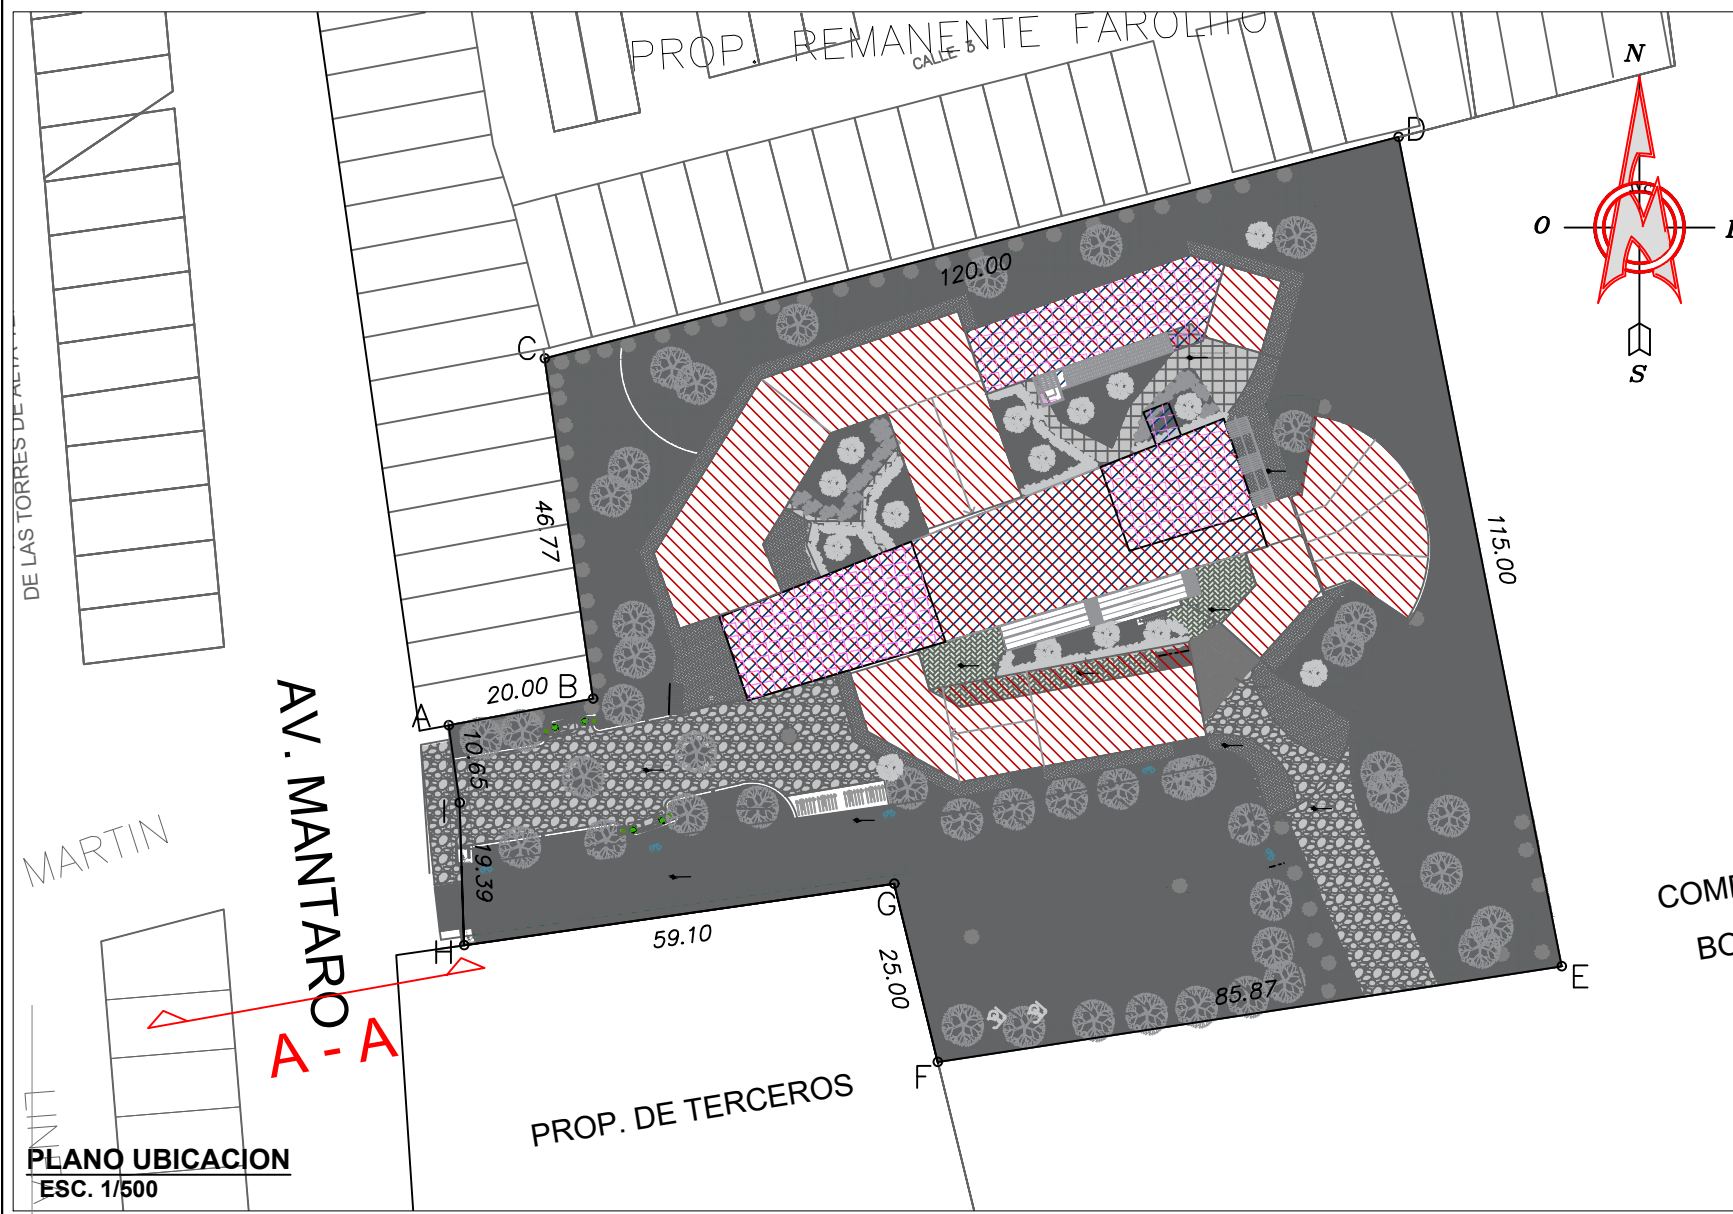 PROP. REMANENTE FAROLITO
CALLE 3
N
O
S
D
120.00
C
46.77
115.00
DE LAS TORRES DE ALTA
20.00
B
A
10.65
AV. MANTARO
MARTIN
19.39
G
H
59.10
25.00
85.87
E
F
A - A
COM
BO
PROP. DE TERCEROS
LINEA
PLANO UBICACION
ESC. 1/500